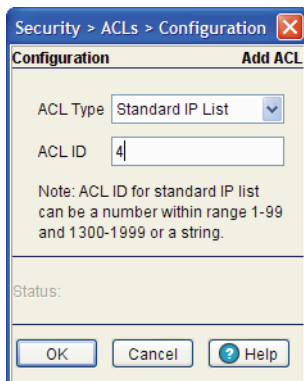 Security > ACLs > Configuration
Configuration Add ACL
ACL Type Standard IP List
ACL ID 4
Note: ACL ID for standard IP list
can be a number within range 1-99
and 1300-1999 or a string.
Status:
OK Cancel ? Help